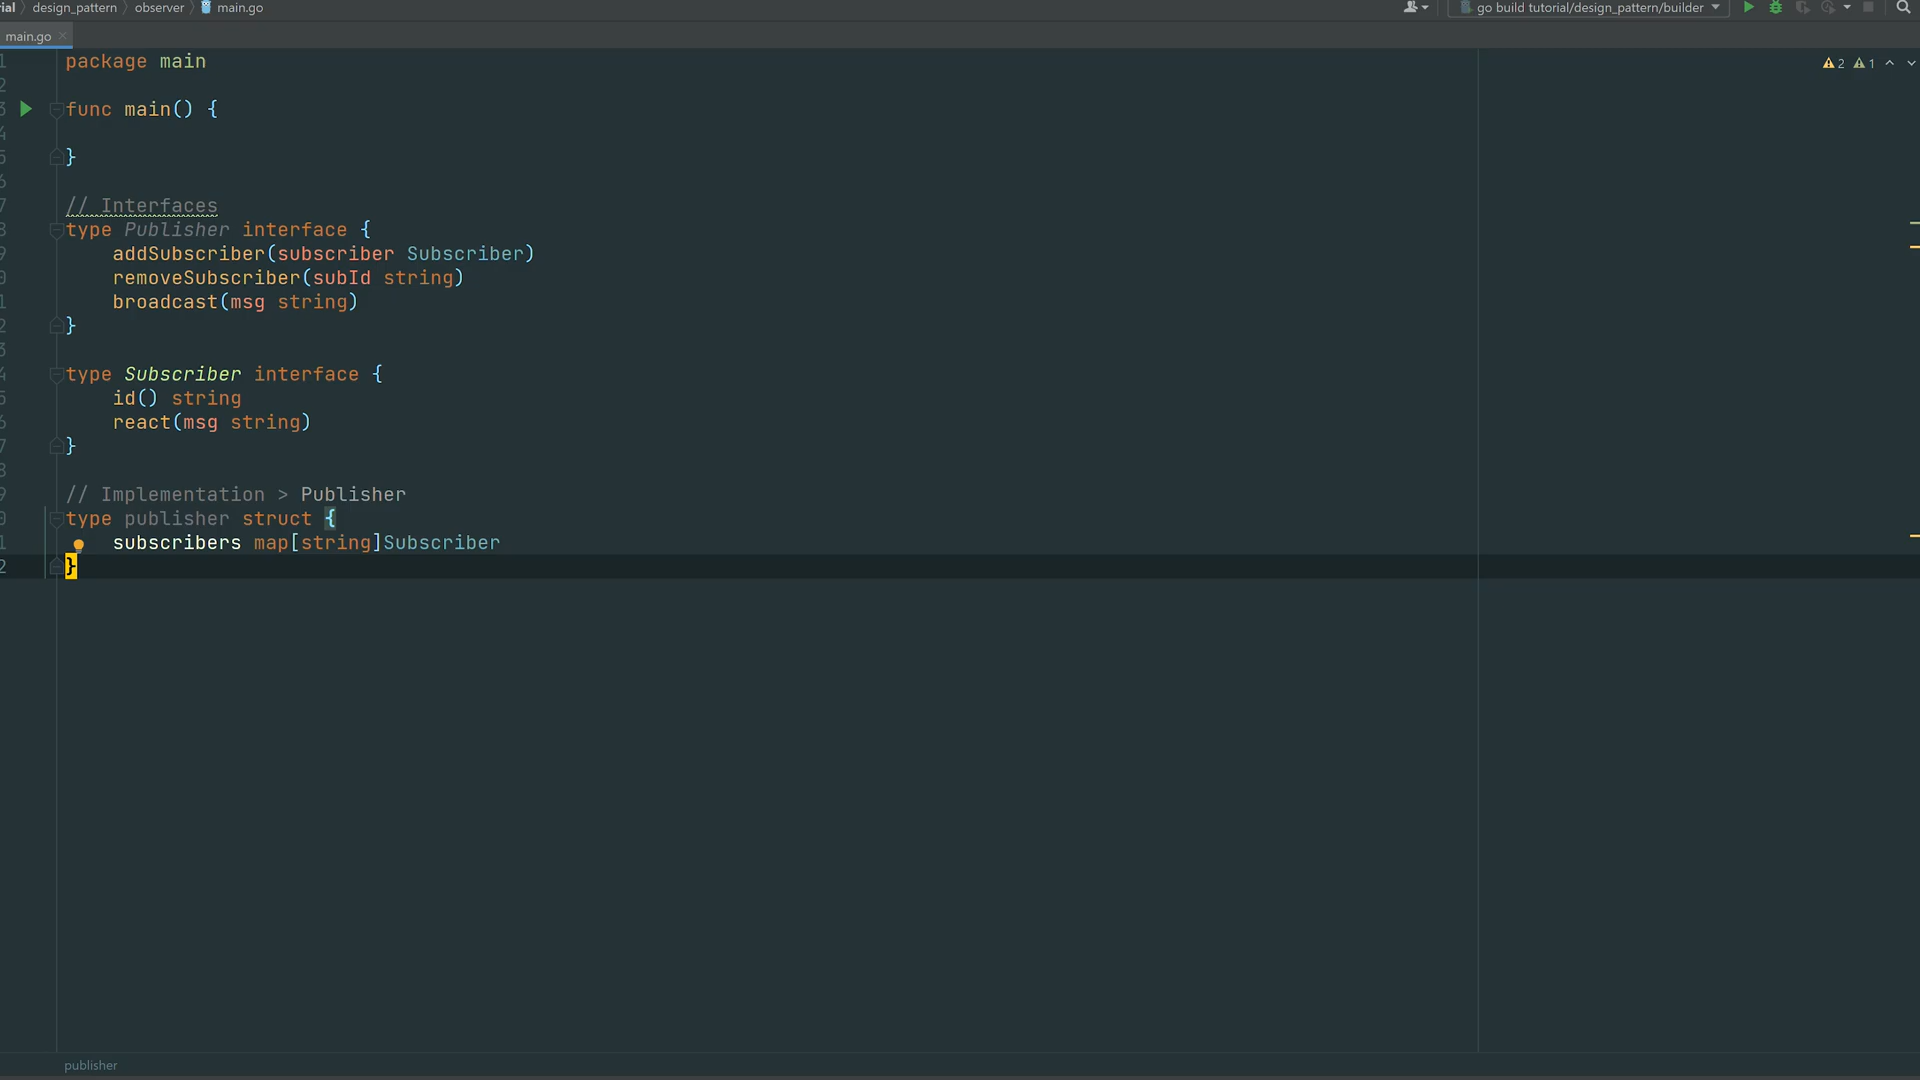 ial design_pattern observer main.go go build tutorial/design_pattern/builder
main.go
package main
2 1
func main() {
}
// Interfaces
type Publisher interface {
addSubscriber(subscriber Subscriber)
removeSubscriber(subId string)
broadcast(msg string)
}
type Subscriber interface {
id() string
react(msg string)
}
// Implementation > Publisher
type publisher struct {
subscribers map[string]Subscriber
}
publisher